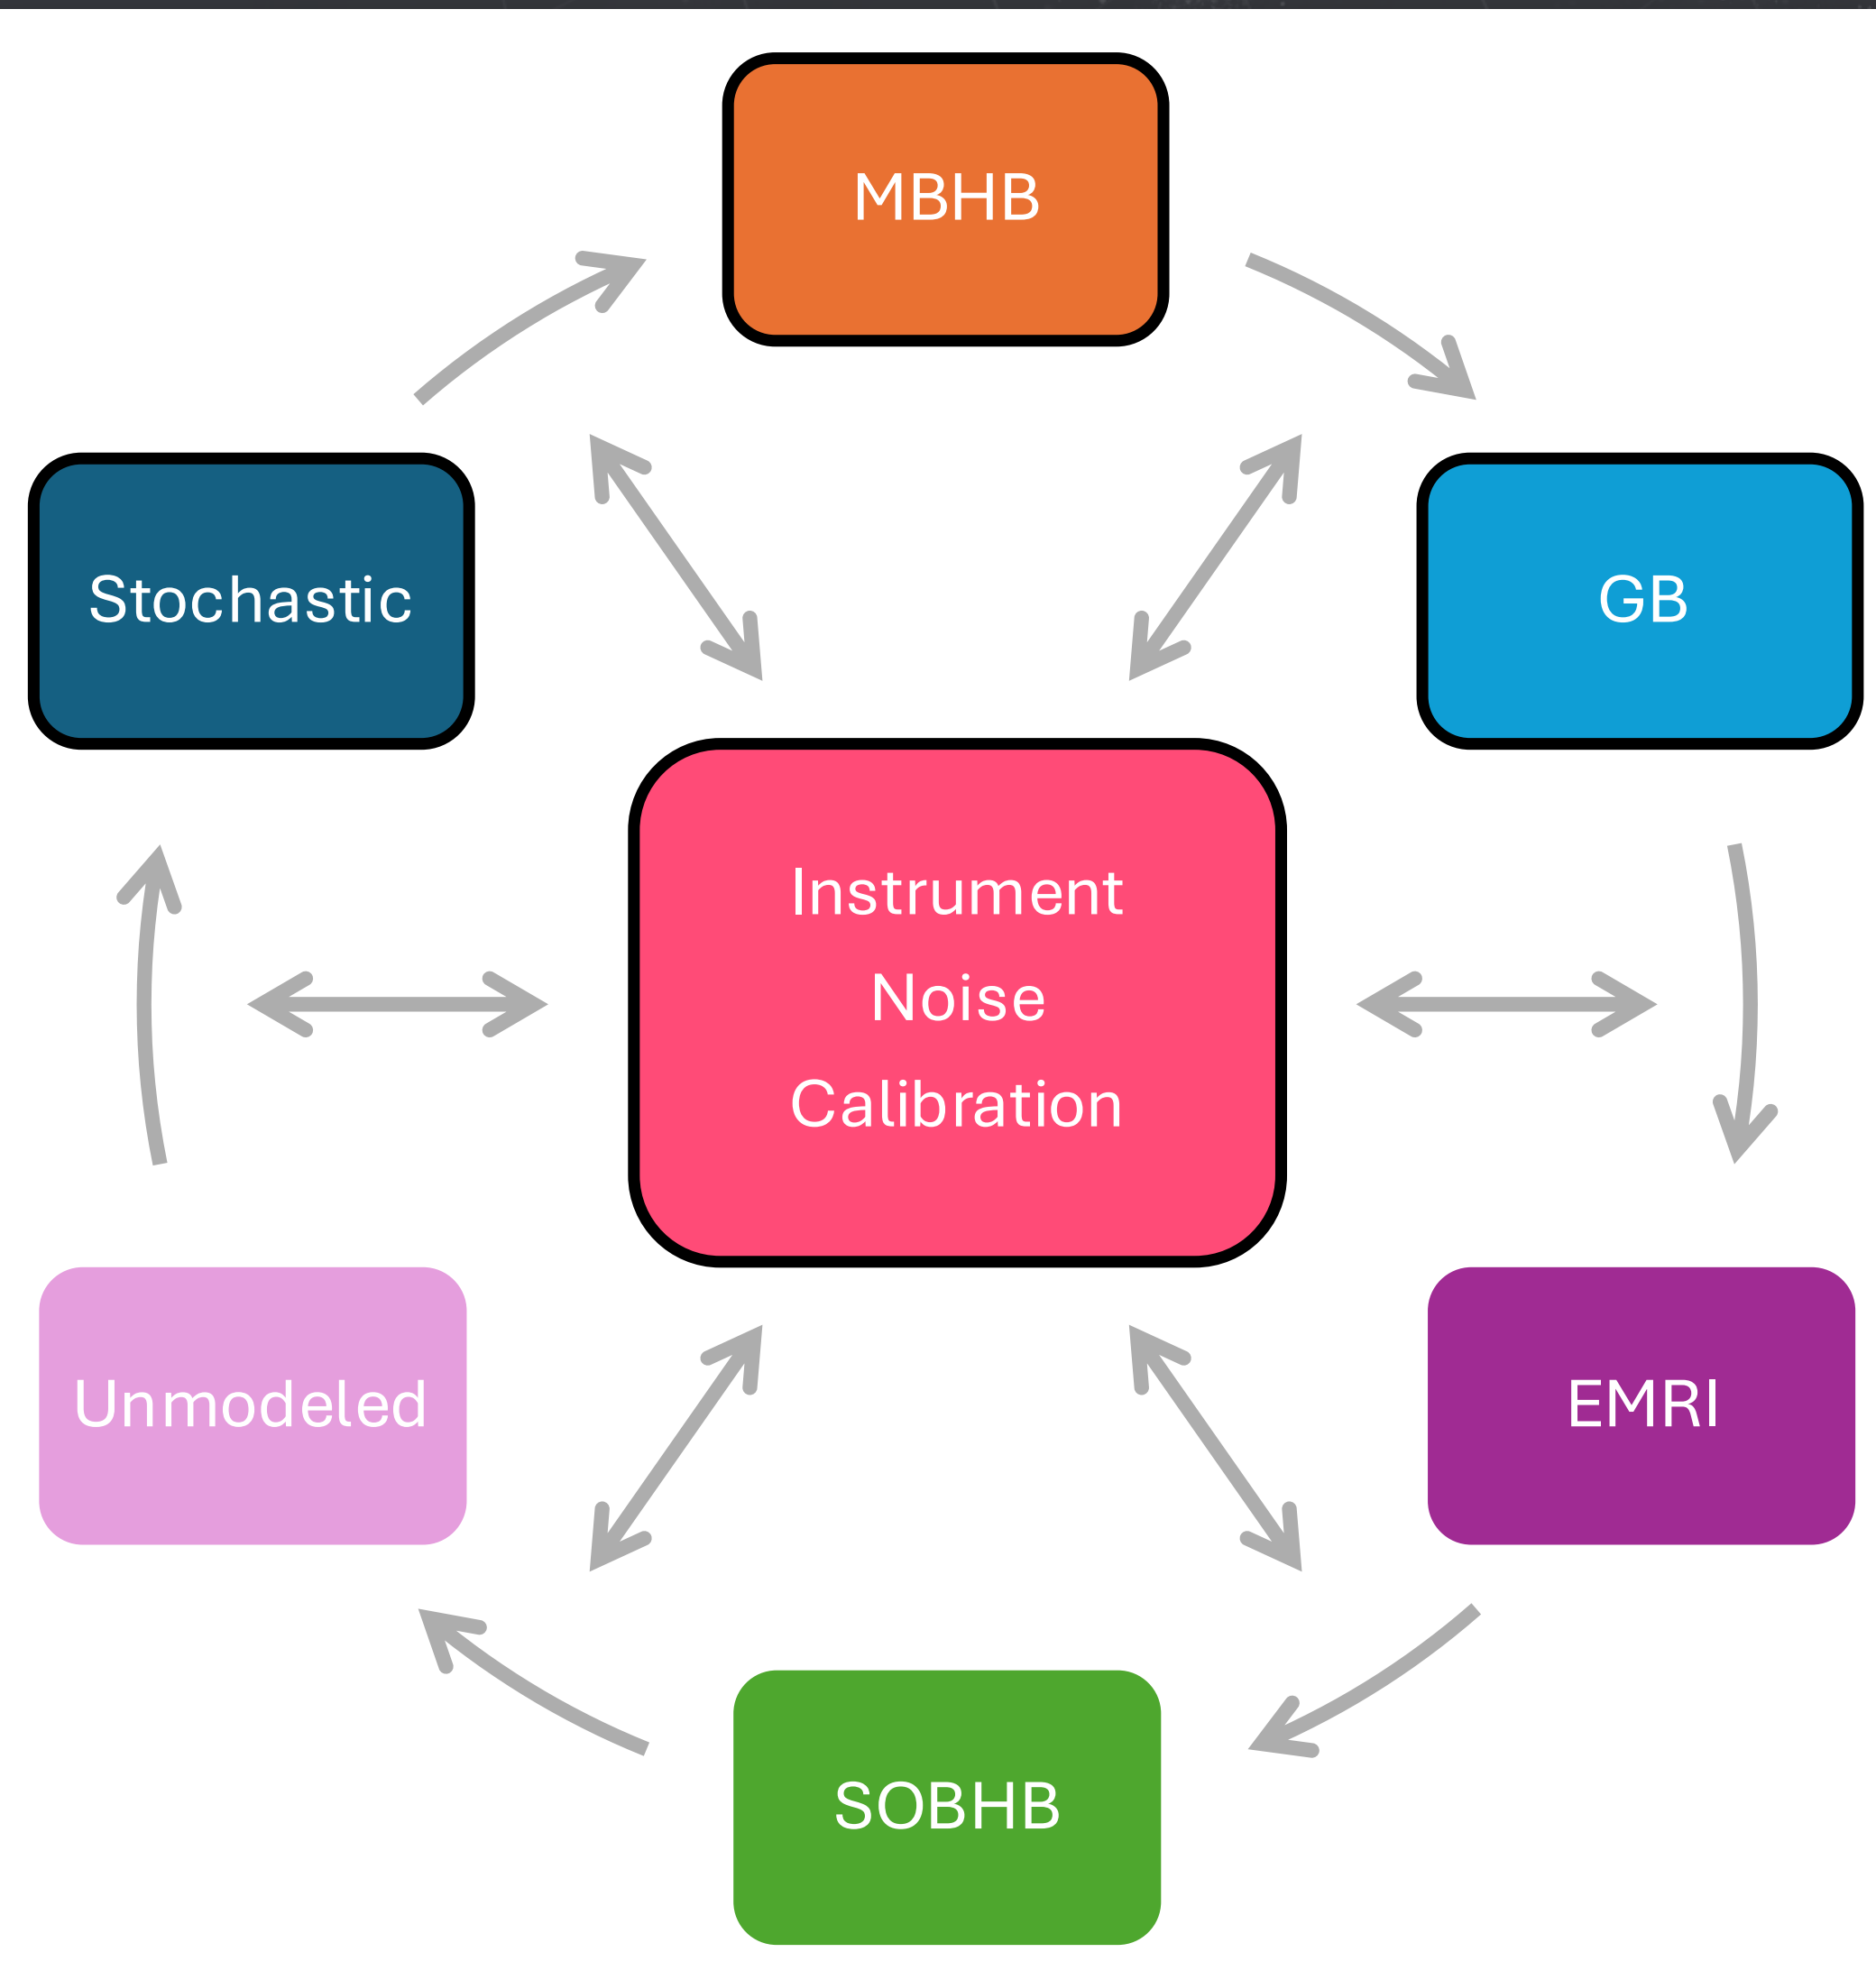 MBHB
Stochastic
GB
Instrument
Noise
Calibration
Unmodeled
EMRI
SOBHB